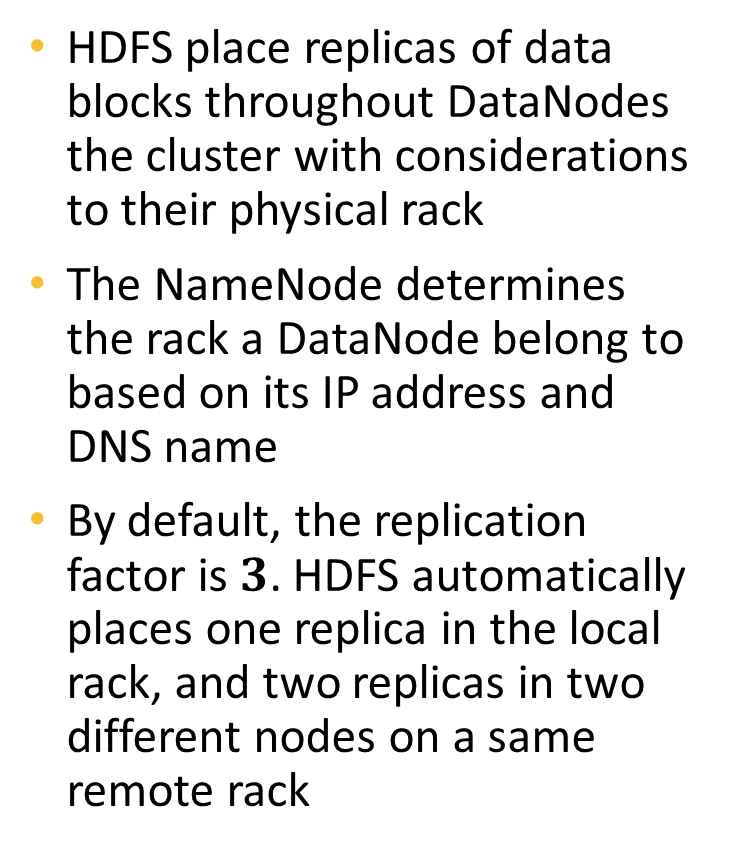 • HDFS place replicas of data
blocks throughout DataNodes
the cluster with considerations
to their physical rack
• The NameNode determines
the rack a DataNode belong to
based on its IP address and
DNS name
• By default, the replication
factor is 3. HDFS automatically
places one replica in the local
rack, and two replicas in two
different nodes on a same
remote rack